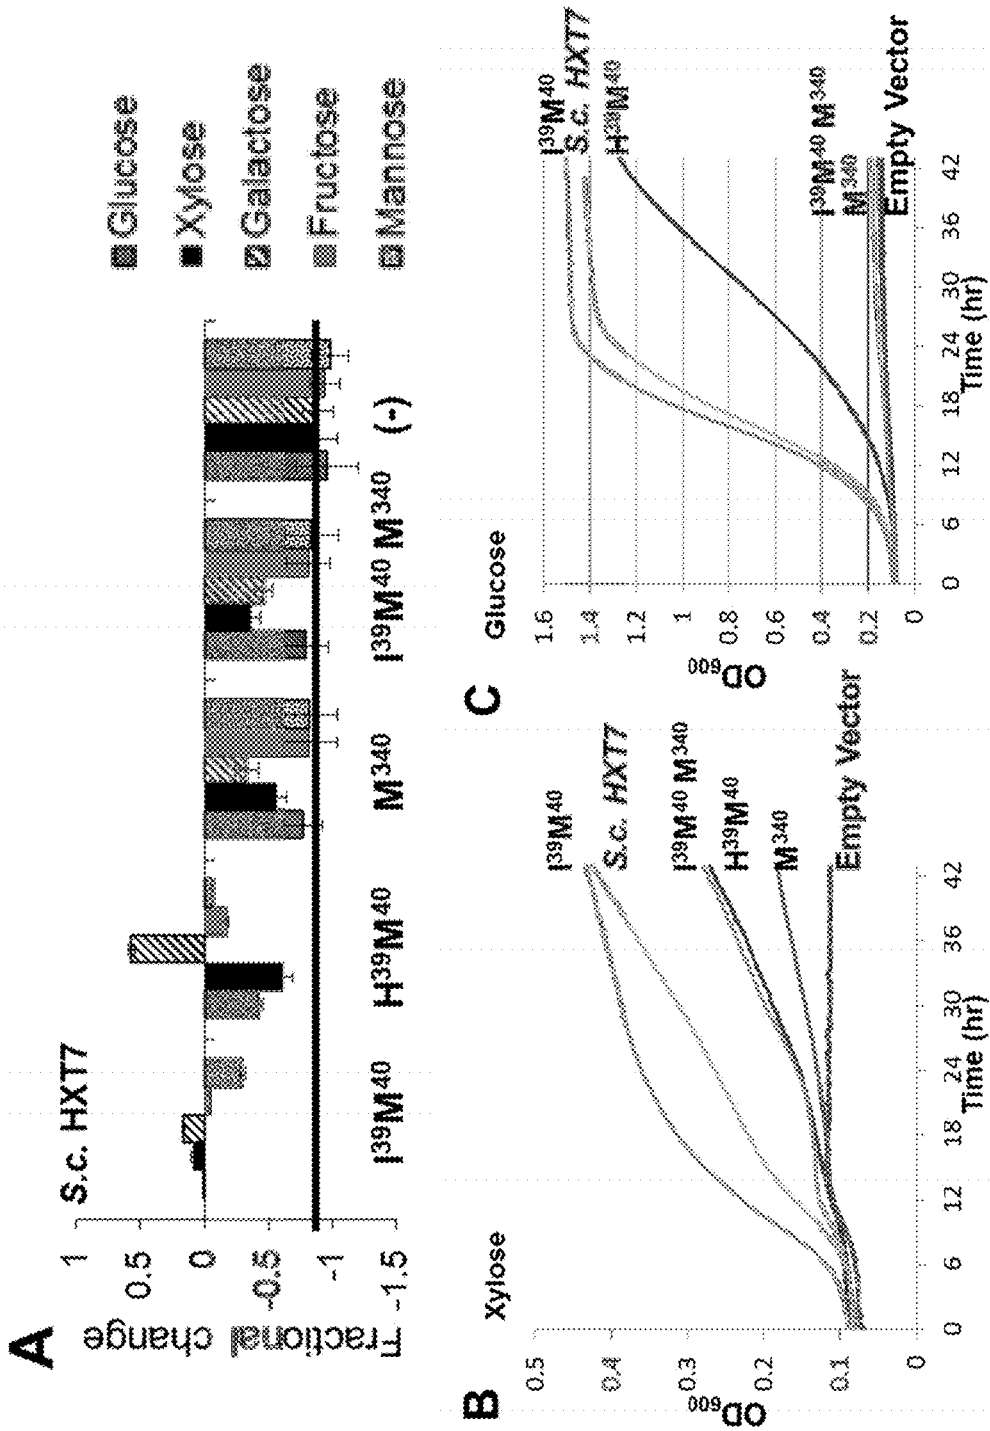 A
S.c. HXT7
Fractional
change
1
0.5
0
-0.5
-1
-1.5
I³⁹M⁴⁰
H³⁹M⁴⁰
M³⁴⁰
I³⁹M⁴⁰ M³⁴⁰
(-)
Glucose
Xylose
Galactose
Fructose
Mannose
B
Xylose
OD₆₀₀
0.5
0.4
0.3
0.2
0.1
0
0 6 12 18 24 30 36 42
Time (hr)
I³⁹M⁴⁰
S.c. HXT7
I³⁹M⁴⁰ M³⁴⁰
H³⁹M⁴⁰
M³⁴⁰
Empty Vector
C
Glucose
OD₆₀₀
1.6
1.4
1.2
1
0.8
0.6
0.4
0.2
0
0 6 12 18 24 30 36 42
Time (hr)
I³⁹M⁴⁰
S.c. HXT7
H³⁹M⁴⁰
I³⁹M⁴⁰ M³⁴⁰
M³⁴⁰
Empty Vector